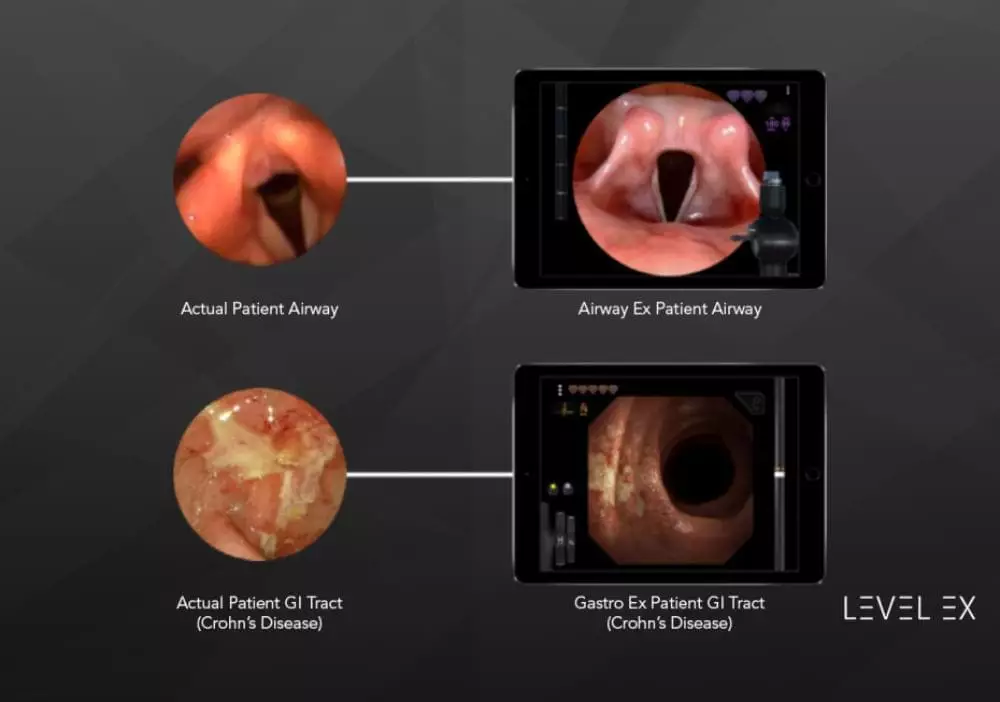 Actual Patient Airway
Airway Ex Patient Airway
Actual Patient GI Tract
(Crohn's Disease)
Gastro Ex Patient GI Tract
(Crohn's Disease)
LEVEL EX